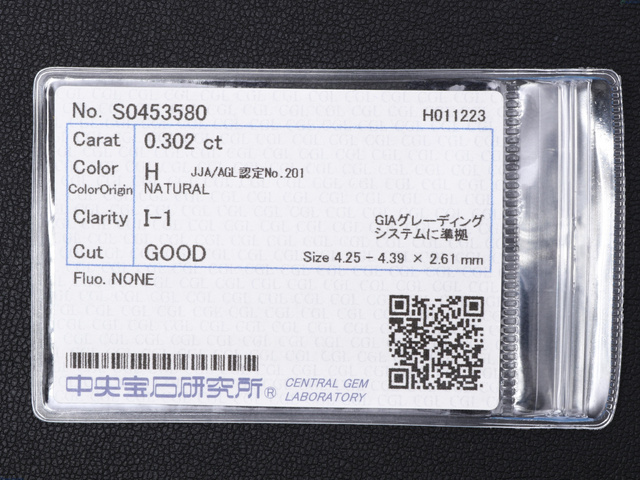 No. S0453580 H011223
Carat 0.302 ct
Color H JJA/AGL認定No.201
ColorOrigin NATURAL
Clarity I-1 GIAグレーディング
システムに準拠
Cut GOOD Size 4.25 - 4.39 × 2.61 mm
Fluo. NONE
中央宝石研究所® CENTRAL GEM
LABORATORY